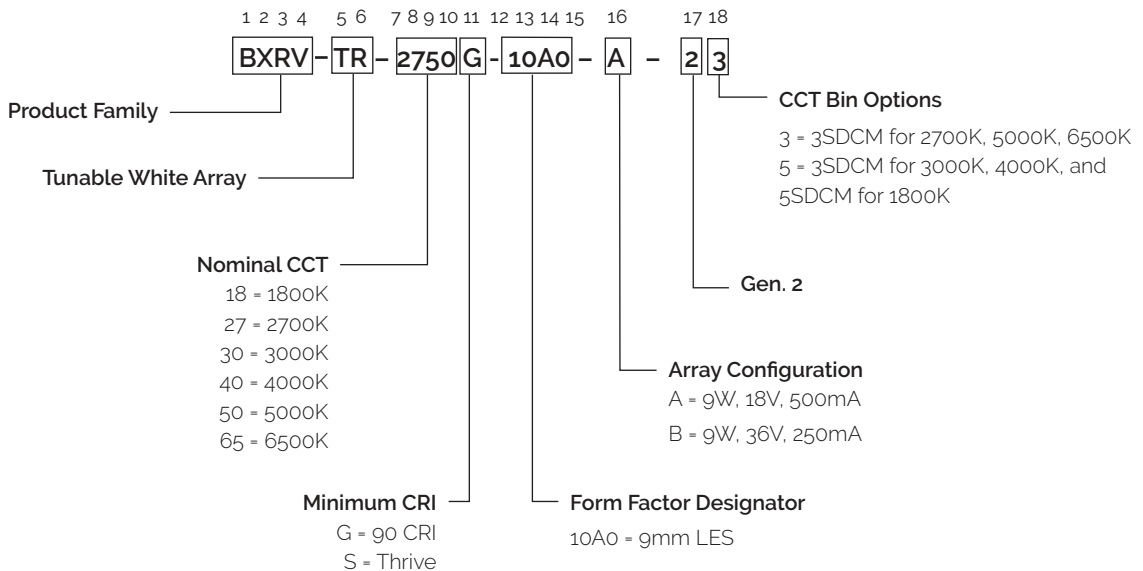 1 2 3 4 5 6 7 8 9 10 11 12 13 14 15 16 17 18
BXRV – TR – 2750 G - 10A0 – A – 2 3
Product Family
CCT Bin Options
3 = 3SDCM for 2700K, 5000K, 6500K
5 = 3SDCM for 3000K, 4000K, and
5SDCM for 1800K
Tunable White Array
Nominal CCT
18 = 1800K
27 = 2700K
30 = 3000K
40 = 4000K
50 = 5000K
65 = 6500K
Gen. 2
Array Configuration
A = 9W, 18V, 500mA
B = 9W, 36V, 250mA
Minimum CRI
G = 90 CRI
S = Thrive
Form Factor Designator
10A0 = 9mm LES